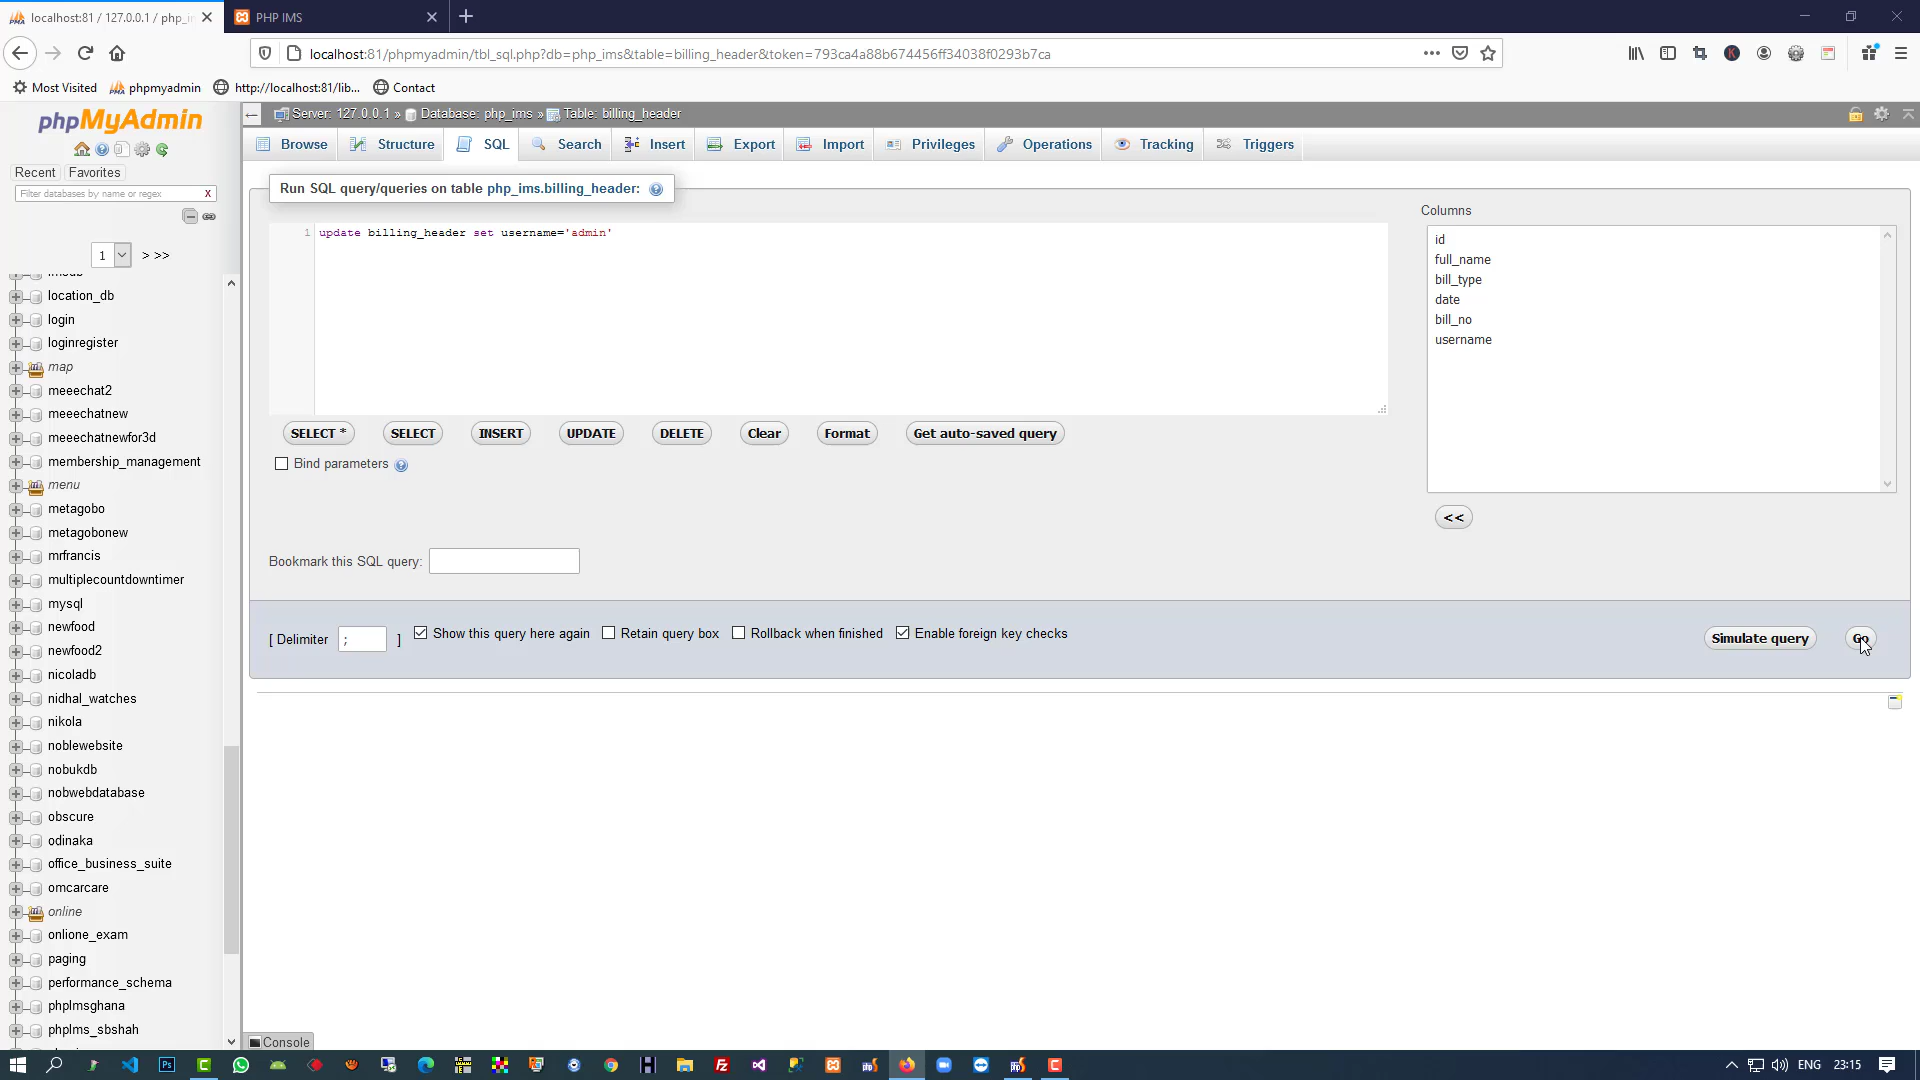 localhost:81 / 127.0.0.1 / php_i
PHP IMS
localhost:81/phpmyadmin/tbl_sql.php?db=php_ims&table=billing_header&token=793ca4a88b674456ff34038f0293b7ca
Most Visited
phpmyadmin
http://localhost:81/lib...
Contact
phpMyAdmin
Recent
Favorites
Filter databases by name or regex
X
1
> >>
location_db
login
loginregister
map
meeechat2
meeechatnew
meeechatnewfor3d
membership_management
menu
metagobo
metagobonew
mrfrancis
multiplecountdowntimer
mysql
newfood
newfood2
nicoladb
nidhal_watches
nikola
noblewebsite
nobukdb
nobwebdatabase
obscure
odinaka
office_business_suite
omcarcare
online
onlione_exam
paging
performance_schema
phplmsghana
phplms_sbshah
Server: 127.0.0.1 » Database: php_ims » Table: billing_header
Browse
Structure
SQL
Search
Insert
Export
Import
Privileges
Operations
Tracking
Triggers
Run SQL query/queries on table php_ims.billing_header:
1
update billing_header set username='admin'
Columns
id
full_name
bill_type
date
bill_no
username
<<
SELECT *
SELECT
INSERT
UPDATE
DELETE
Clear
Format
Get auto-saved query
Bind parameters
Bookmark this SQL query:
[ Delimiter ; ]
Show this query here again
Retain query box
Rollback when finished
Enable foreign key checks
Simulate query
Go
Console
ENG
23:15